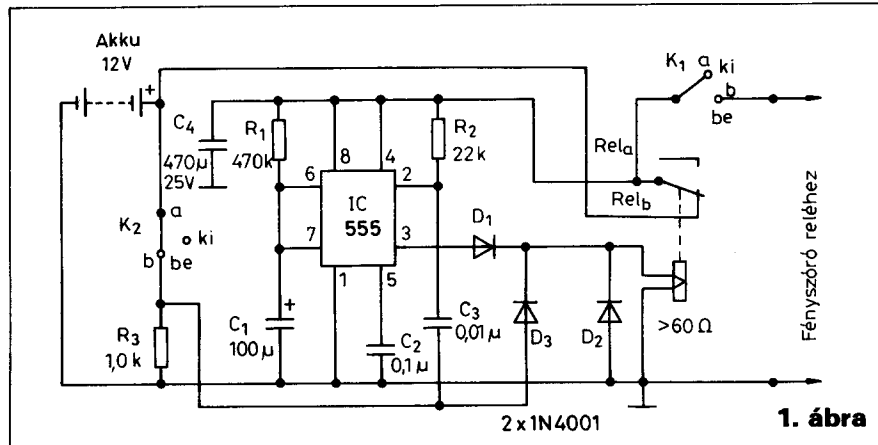 Akku
12V
+
K1 a ki
b
be
C4
470µ
25V
R1
470k
R2
22k
8
4
6
2
7
3
IC
555
1
5
Rela
Relb
K2
a
ki
b
be
D1
R3
1,0 k
C1
100µ
+
C2
0,1µ
C3
0,01µ
D3
D2
>60 Ω
2 x 1N4001
Fényszóró reléhez
1. ábra